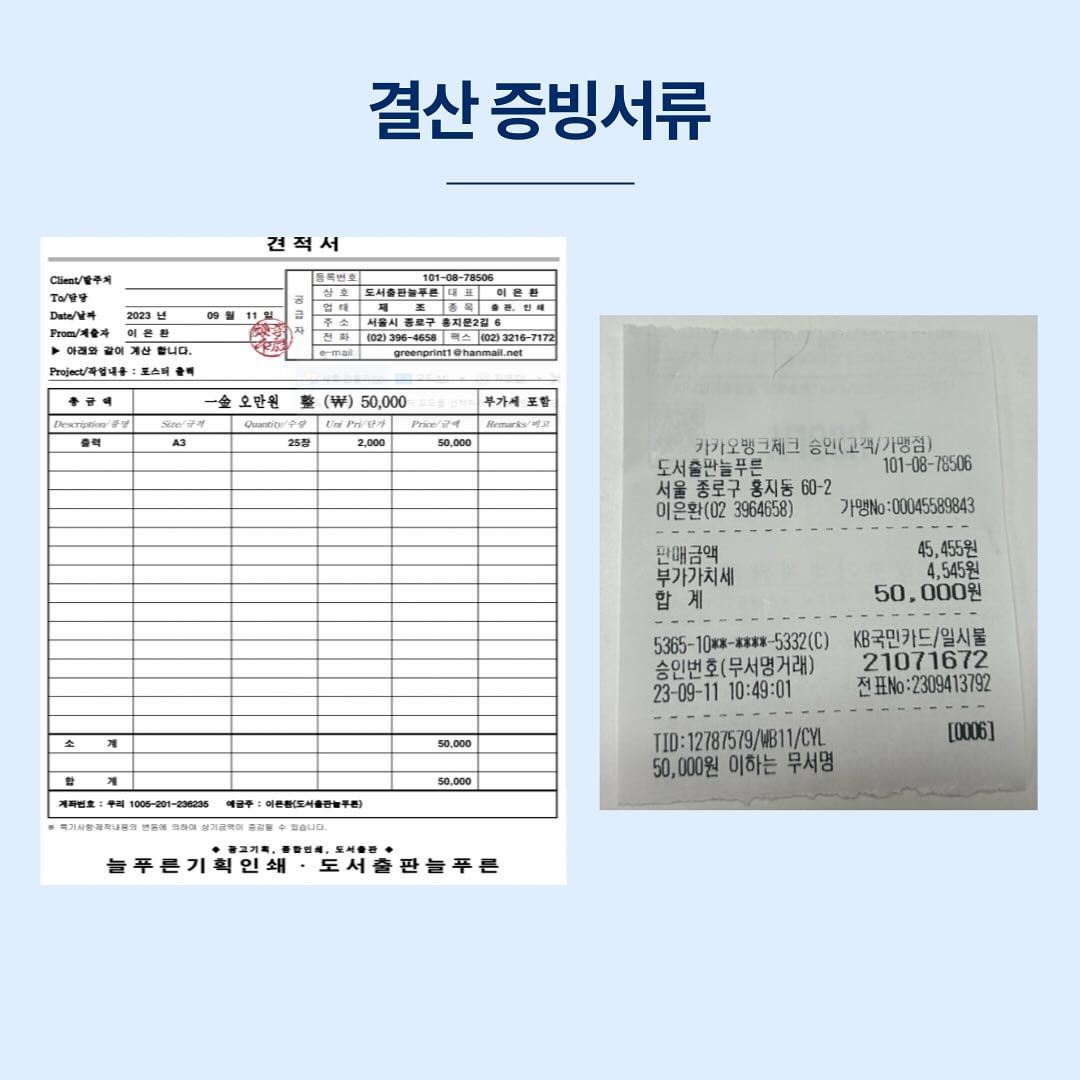 결산 증빙서류
견 적 서
Client/발주처
To/담당
Date/날짜 2023 년 09 월 11 일
From/제출자 이 은 환
▶ 아래와 같이 계산 합니다.
Project/작업내용 : 포스터 출력
공급자
등록번호 101-08-78506
상 호 도서출판늘푸른 대 표 이 은 환
업 태 제 조 종 목 출 판, 인 쇄
주 소 서울시 종로구 홍지문2길 6
전 화 (02) 396-4658 팩스 (02) 3216-7172
e-mail greenprint1@hanmail.net
총 금 액 一金 오만원 整 (₩) 50,000 부가세 포함
Description/품명 Size/규격 Quantity/수량 Uni Pri/단가 Price/금액 Remarks/비고
출력 A3 25장 2,000 50,000
소 계 50,000
합 계 50,000
계좌번호 : 우리 1005-201-236235 예금주 : 이은환(도서출판늘푸른)
※ 특기사항·제작내용의 변동에 의하여 상기금액이 증감될 수 있습니다.
◆ 광고기획, 종합인쇄, 도서출판 ◆
늘푸른기획인쇄 · 도서출판늘푸른
카카오뱅크체크 승인(고객/가맹점)
도서출판늘푸른 101-08-78506
서울 종로구 홍지동 60-2
이은환(02 3964658) 가맹No:00045589843
판매금액 45,455원
부가가치세 4,545원
합 계 50,000원
5365-10**-****-5332(C) KB국민카드/일시불
승인번호(무서명거래) 21071672
23-09-11 10:49:01 전표No:2309413792
TID:12787579/WB11/CYL [0006]
50,000원 이하는 무서명